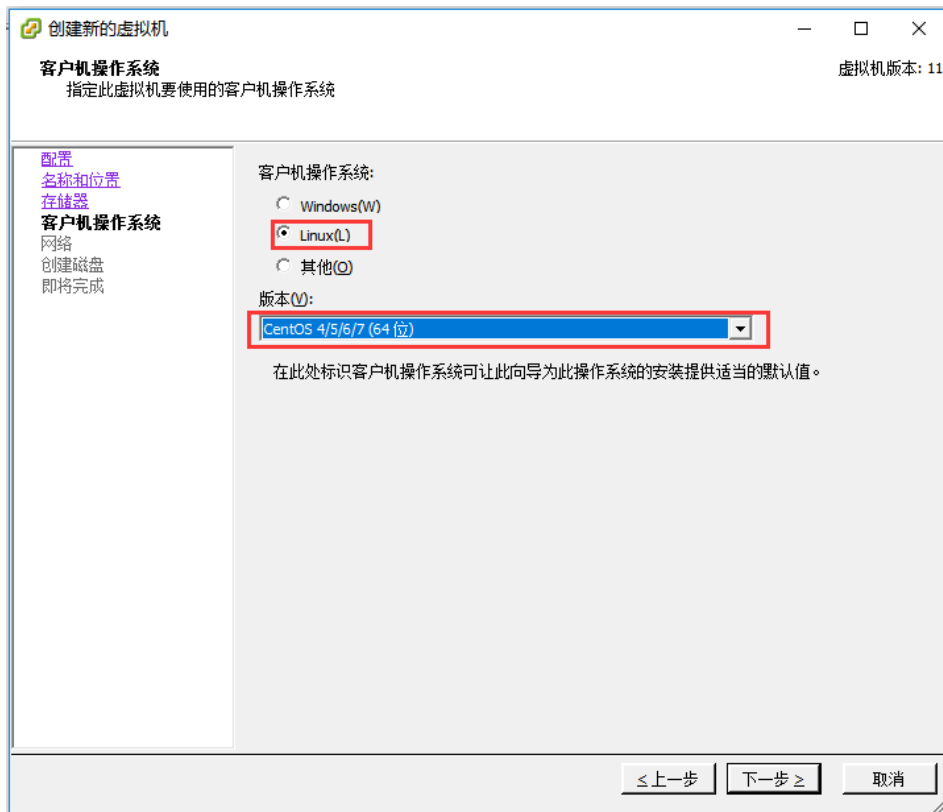 创建新的虚拟机
客户机操作系统
指定此虚拟机要使用的客户机操作系统
虚拟机版本: 11
配置
名称和位置
存储器
客户机操作系统
网络
创建磁盘
即将完成
客户机操作系统:
Windows(W)
Linux(L)
其他(O)
版本(V):
CentOS 4/5/6/7 (64 位)
在此处标识客户机操作系统可让此向导为此操作系统的安装提供适当的默认值。
≤上一步
下一步 ≥
取消